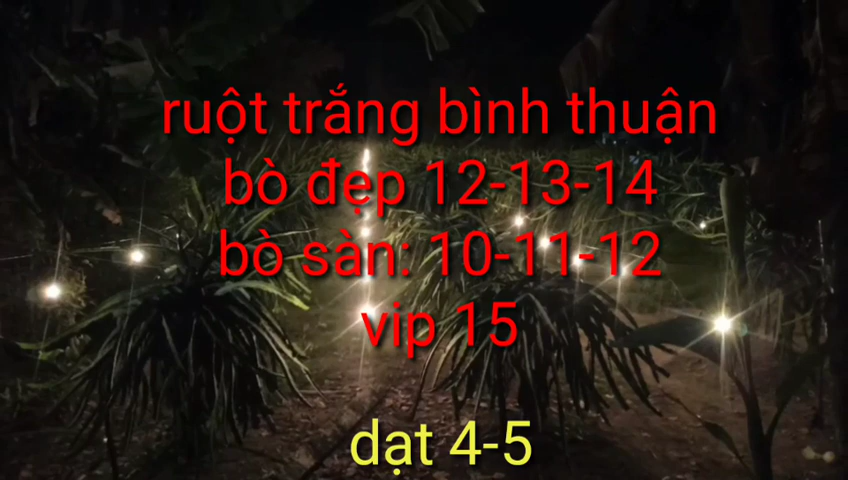 ruột trắng bình thuận
bò đẹp 12-13-14
bò sàn: 10-11-12
vip 15
dạt 4-5